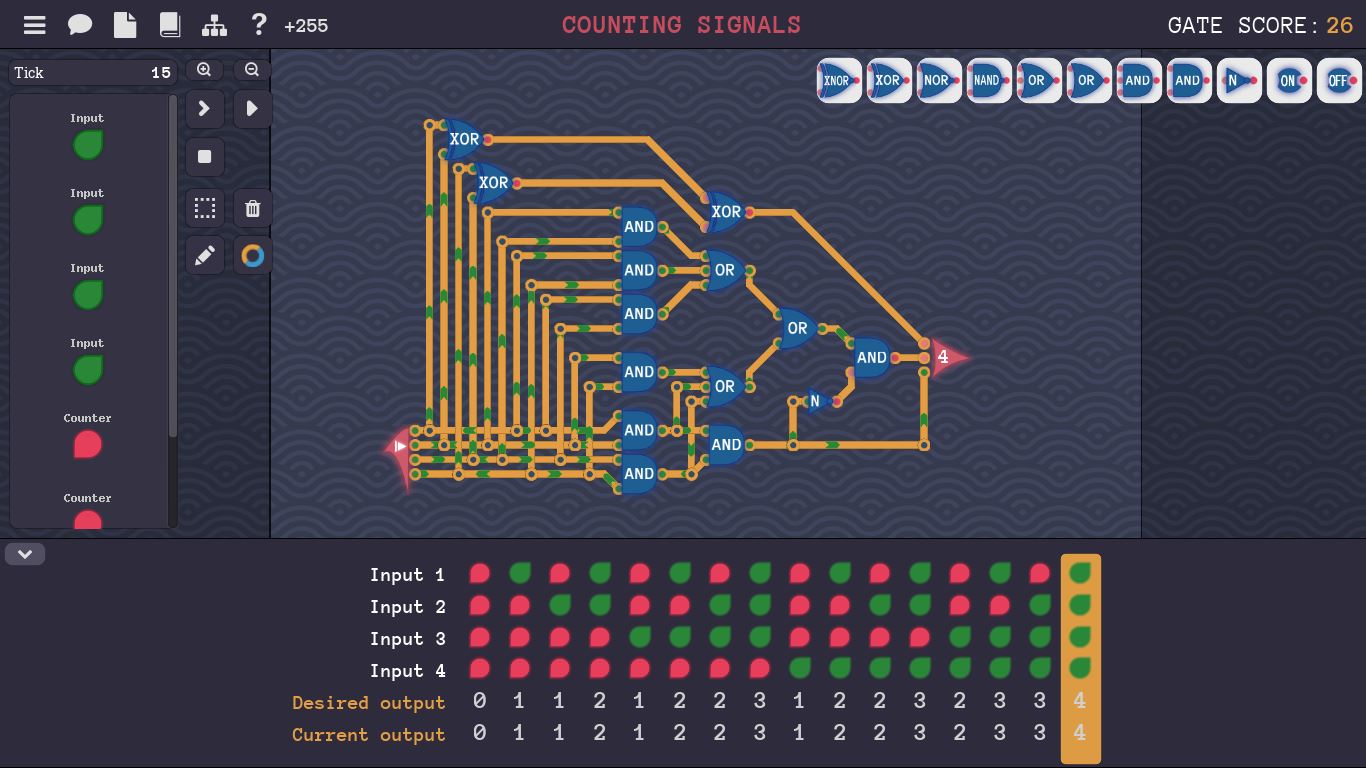 +255
COUNTING SIGNALS
GATE SCORE: 26
Tick 15
XNOR XOR NOR NAND OR OR AND AND N ON OFF
Input
Input
Input
Input
Counter
Counter
XOR
XOR
XOR
AND
AND
OR
AND
OR
AND
4
AND
OR
N
AND
AND
AND
Input 1
Input 2
Input 3
Input 4
Desired output 0 1 1 2 1 2 2 3 1 2 2 3 2 3 3 4
Current output 0 1 1 2 1 2 2 3 1 2 2 3 2 3 3 4